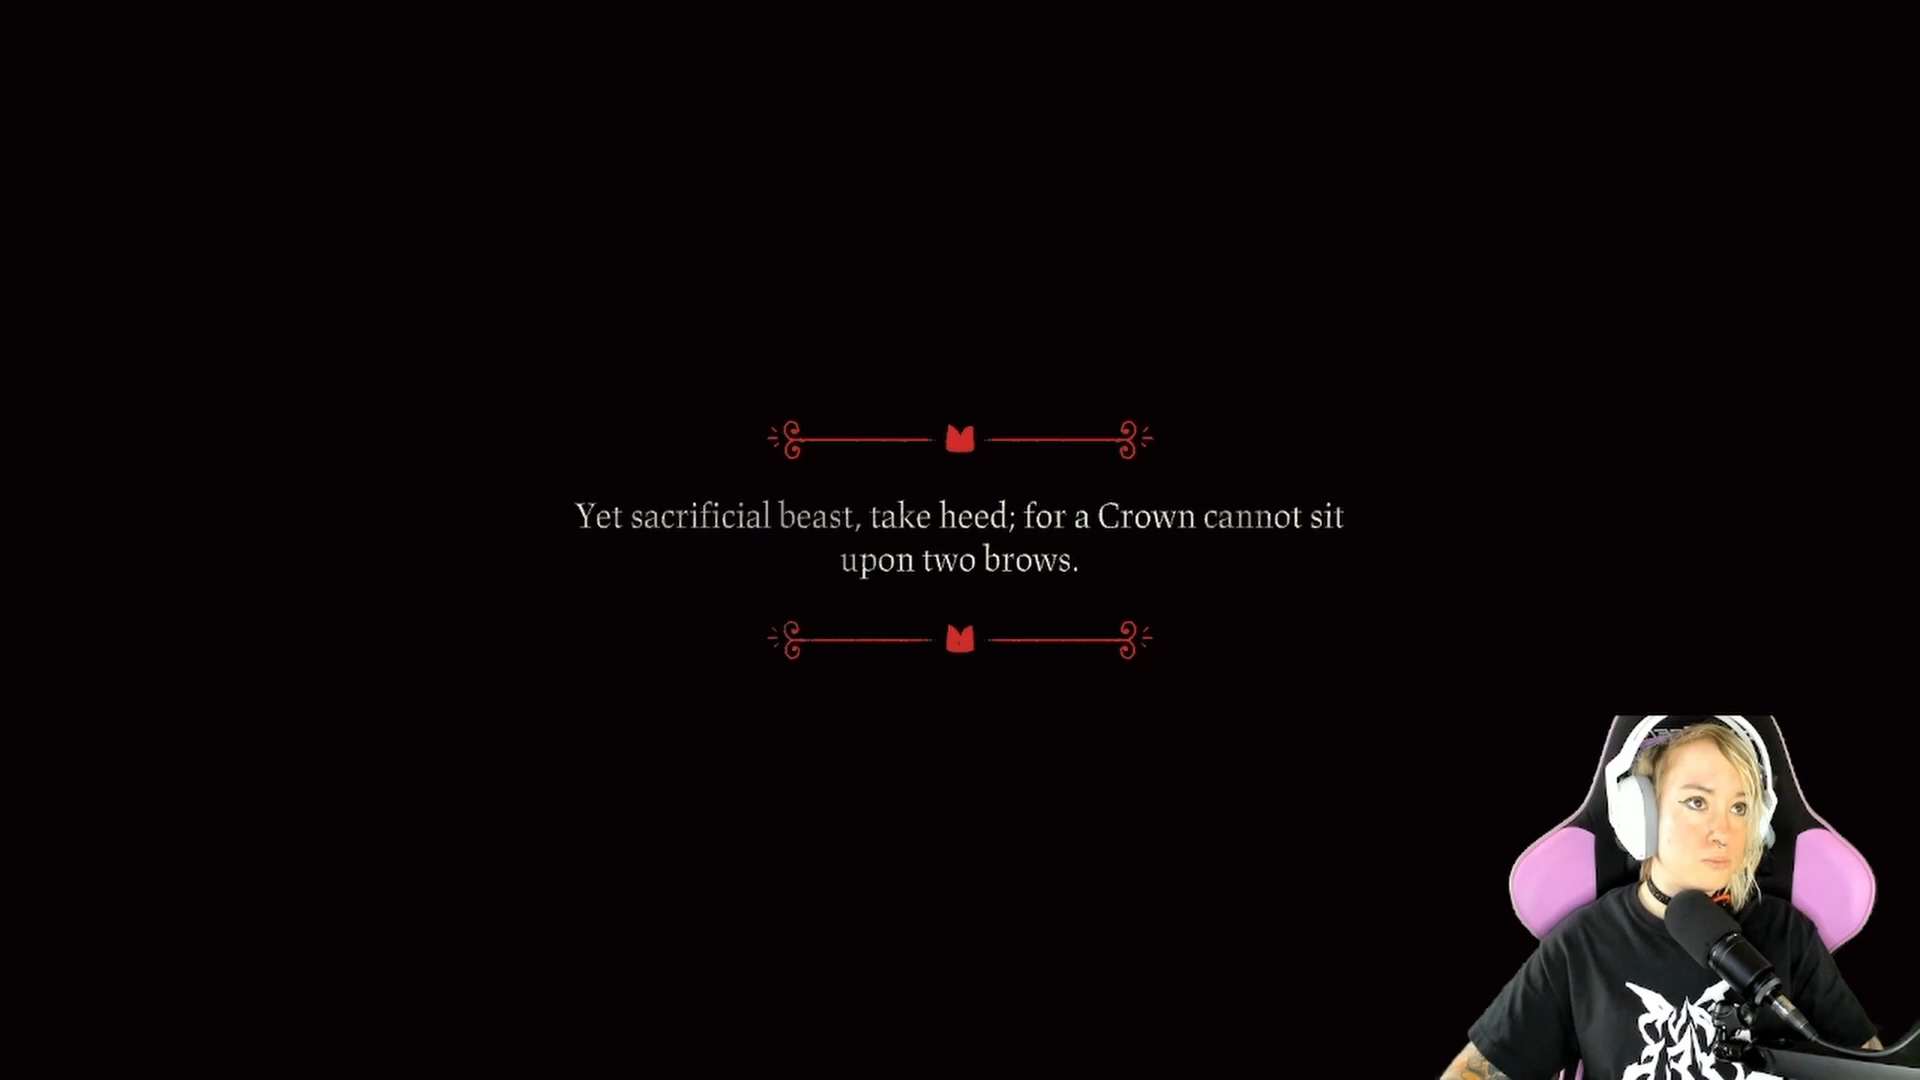 Yet sacrificial beast, take heed; for a Crown cannot sit
upon two brows.